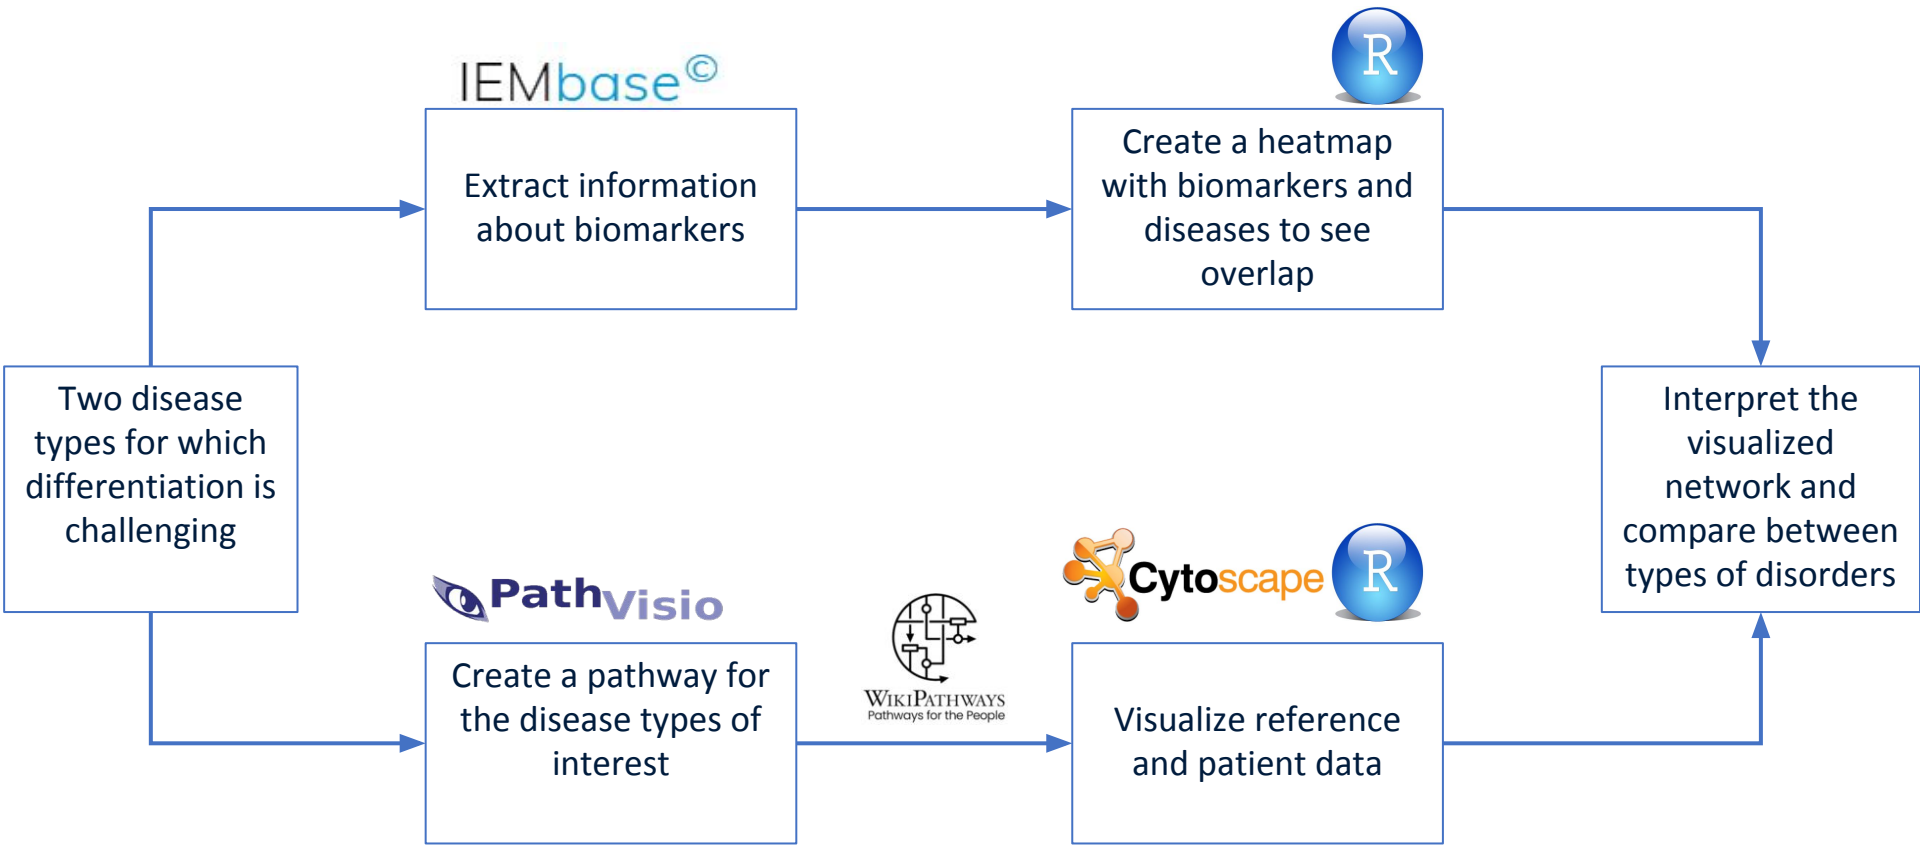 IEMbase©
R
Extract information
about biomarkers
Create a heatmap
with biomarkers and
diseases to see
overlap
Two disease
types for which
differentiation is
challenging
Interpret the
visualized
network and
compare between
types of disorders
PathVisio
Cytoscape
R
WIKIPATHWAYS
Pathways for the People
Create a pathway for
the disease types of
interest
Visualize reference
and patient data